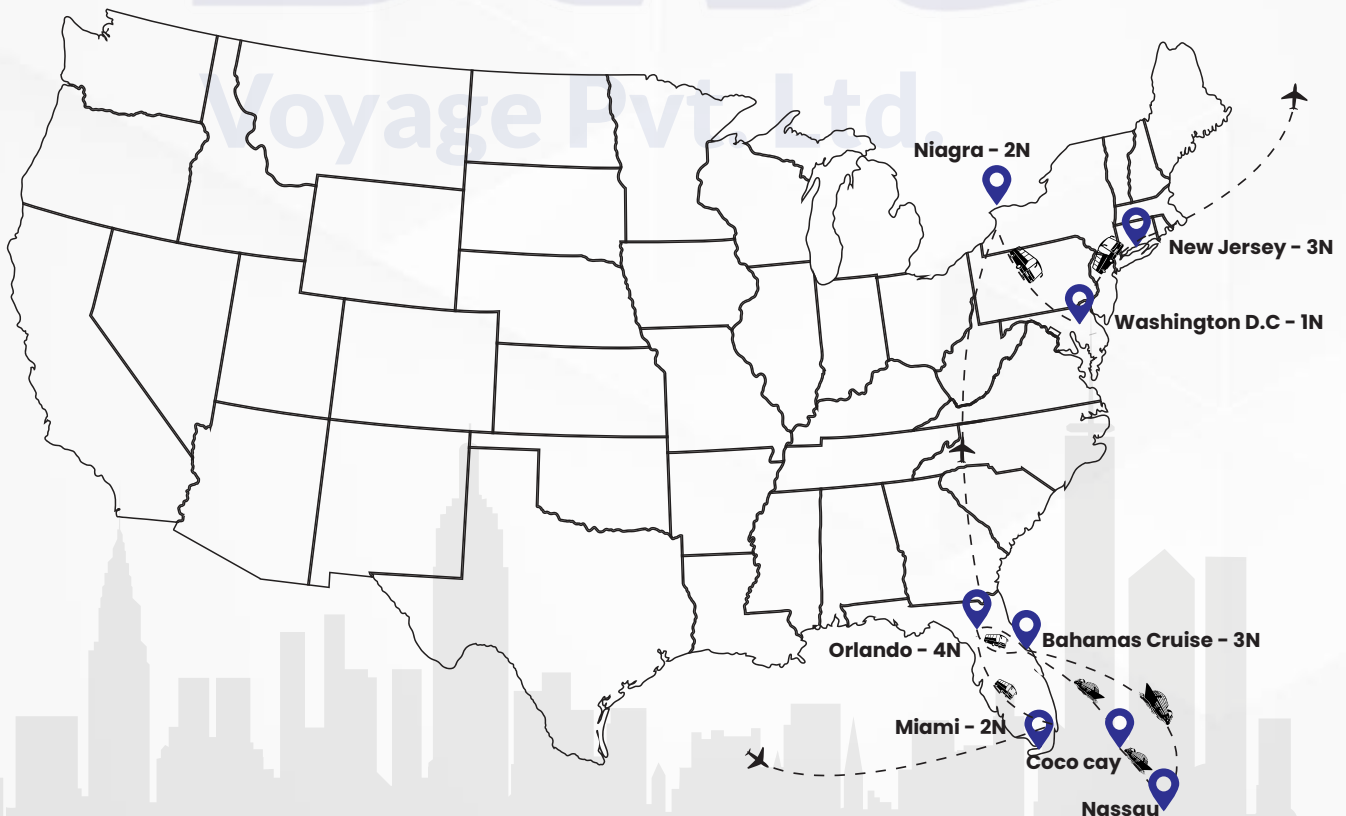 Voyage Pvt. Ltd.
Niagra - 2N
New Jersey - 3N
Washington D.C - 1N
Orlando - 4N
Bahamas Cruise - 3N
Miami - 2N
Coco cay
Nassau